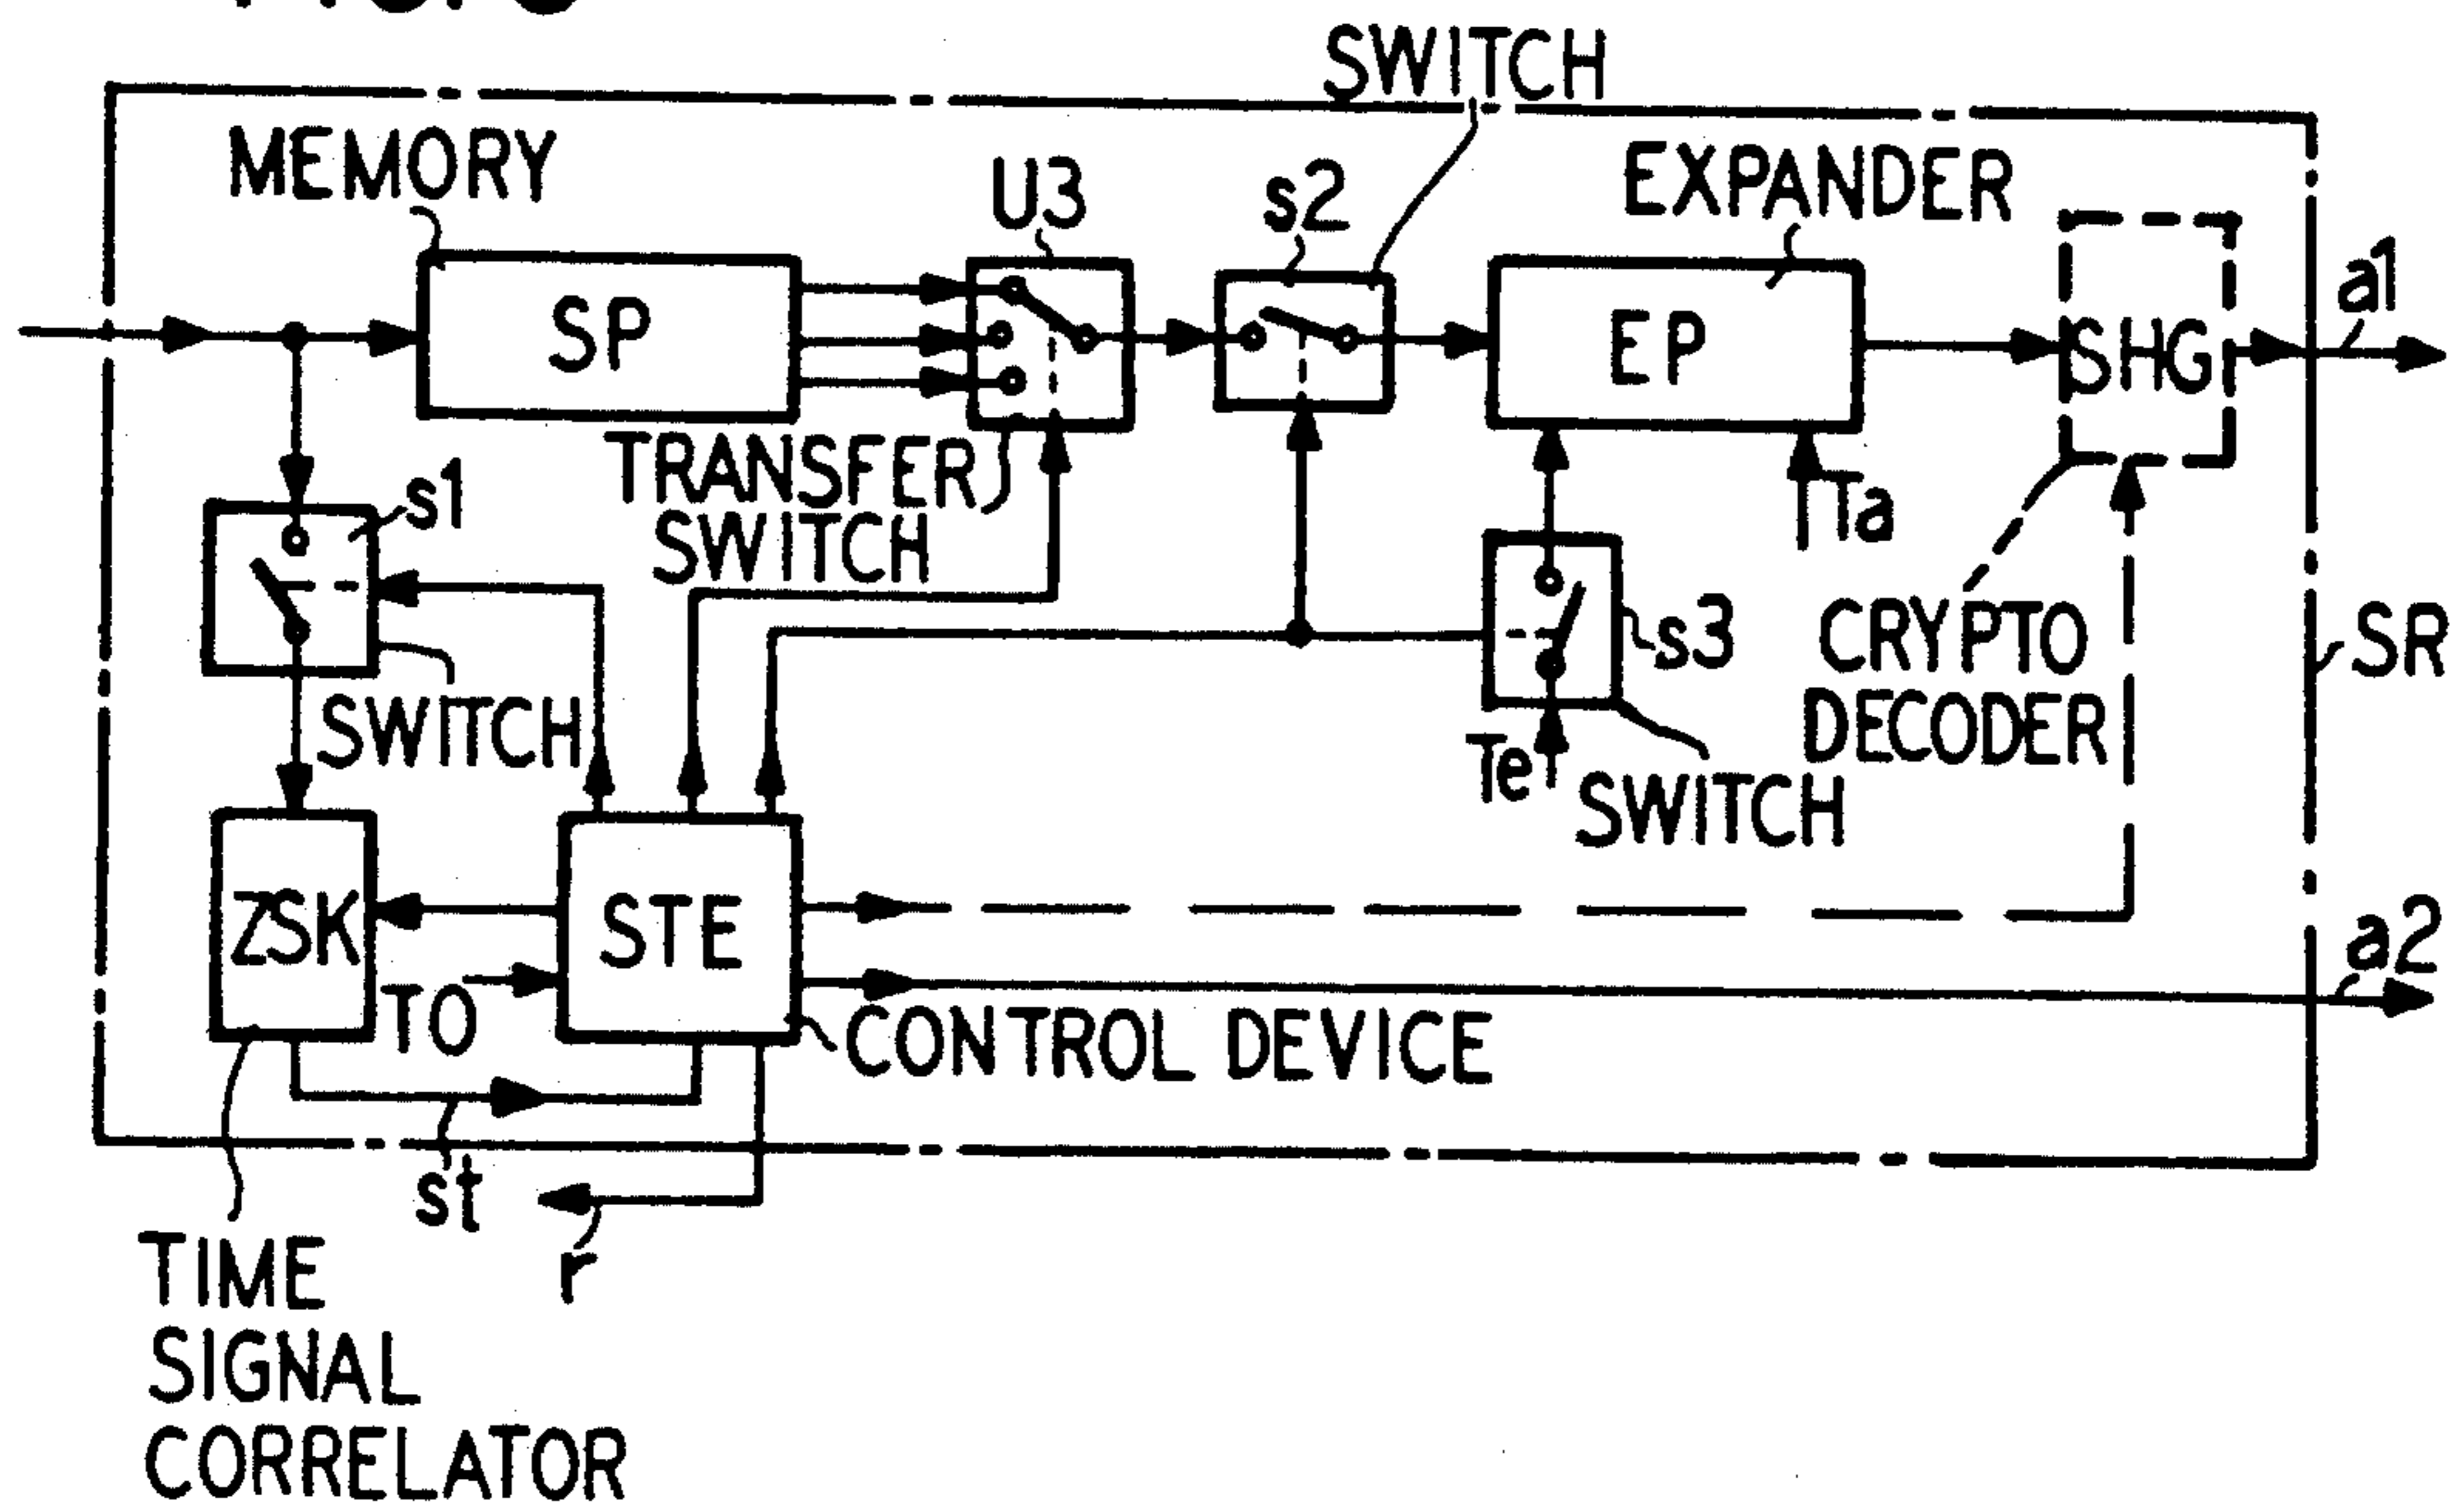 SWITCH
MEMORY
U3
s2
EXPANDER
SP
EP
SHG
a1
TRANSFER
SWITCH
s1
Ta
s3
CRYPTO
DECODER
SR
SWITCH
Te
SWITCH
ZSK
STE
TO
a2
CONTROL DEVICE
st
r
TIME
SIGNAL
CORRELATOR